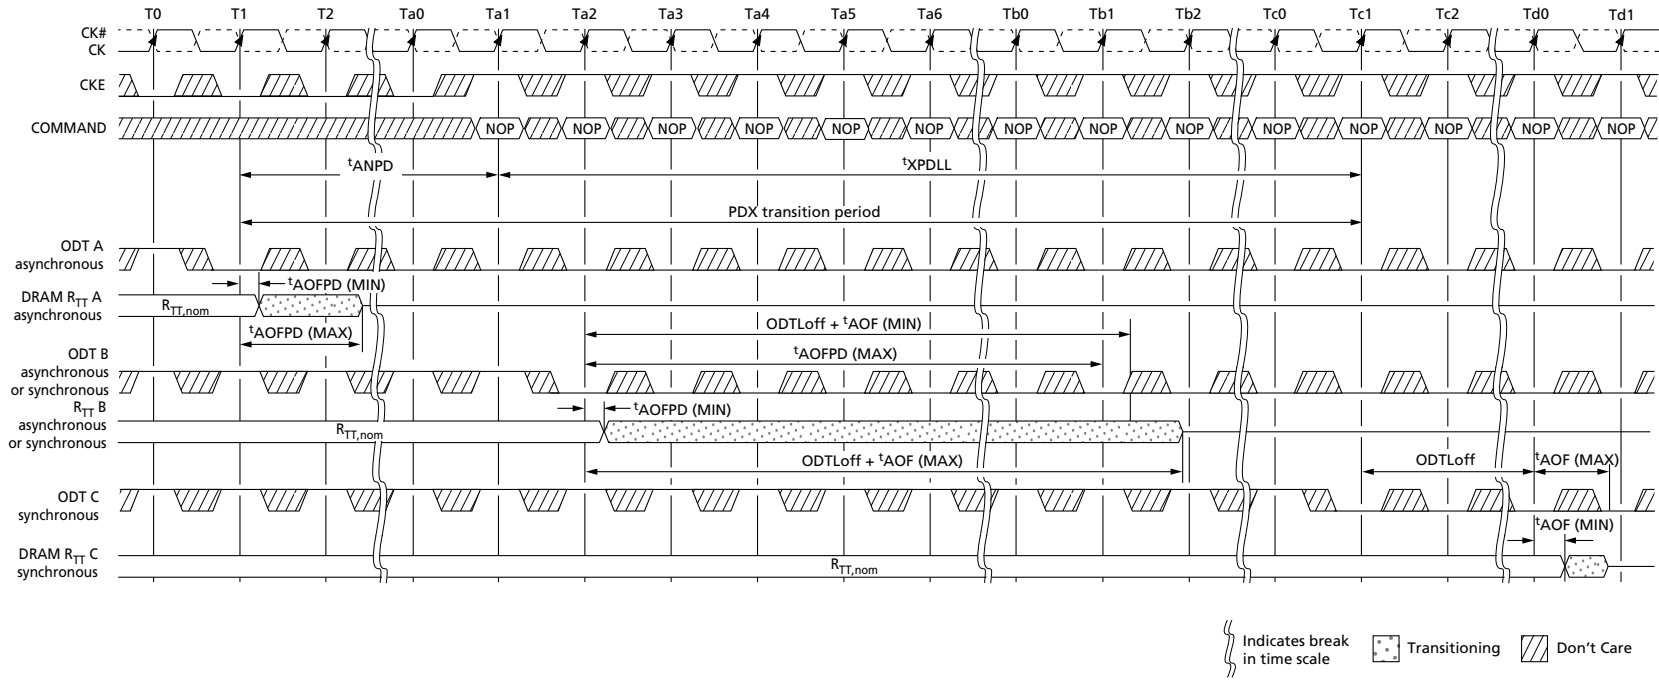 T0 T1 T2 Ta0 Ta1 Ta2 Ta3 Ta4 Ta5 Ta6 Tb0 Tb1 Tb2 Tc0 Tc1 Tc2 Td0 Td1
CK#
CK
CKE
COMMAND
NOP NOP NOP NOP NOP NOP NOP NOP NOP NOP NOP NOP NOP NOP
tANPD
tXPDLL
PDX transition period
ODT A
asynchronous
tAOFPD (MIN)
DRAM RTT A
asynchronous
RTT,nom
tAOFPD (MAX)
ODTLoff + tAOF (MIN)
tAOFPD (MAX)
ODT B
asynchronous
or synchronous
tAOFPD (MIN)
RTT B
asynchronous
or synchronous
RTT,nom
ODTLoff + tAOF (MAX)
ODTLoff
tAOF (MAX)
ODT C
synchronous
tAOF (MIN)
DRAM RTT C
synchronous
RTT,nom
Indicates break
in time scale
Transitioning
Don't Care